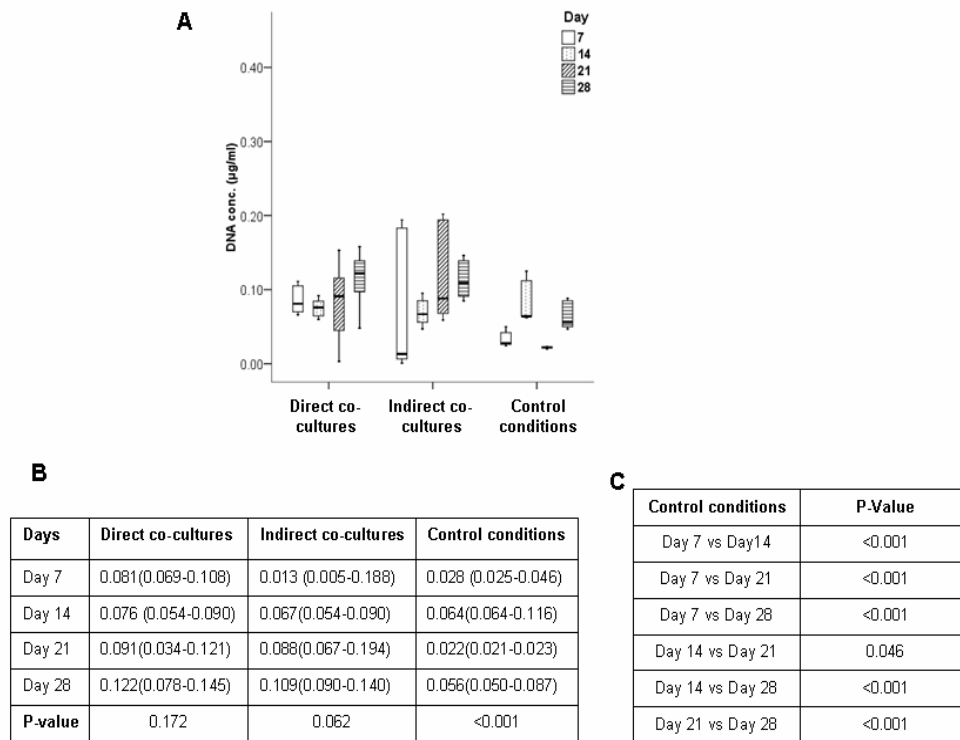 A
Day
7
14
21
28
0.40
0.30
0.20
0.10
0.00
DNA conc. (µg/ml)
Direct co-cultures
Indirect co-cultures
Control conditions
B
Days Direct co-cultures Indirect co-cultures Control conditions
Day 7 0.081(0.069-0.108) 0.013 (0.005-0.188) 0.028 (0.025-0.046)
Day 14 0.076 (0.054-0.090) 0.067(0.054-0.090) 0.064(0.064-0.116)
Day 21 0.091(0.034-0.121) 0.088(0.067-0.194) 0.022(0.021-0.023)
Day 28 0.122(0.078-0.145) 0.109(0.090-0.140) 0.056(0.050-0.087)
P-value 0.172 0.062 <0.001
C
Control conditions P-Value
Day 7 vs Day14 <0.001
Day 7 vs Day 21 <0.001
Day 7 vs Day 28 <0.001
Day 14 vs Day 21 0.046
Day 14 vs Day 28 <0.001
Day 21 vs Day 28 <0.001